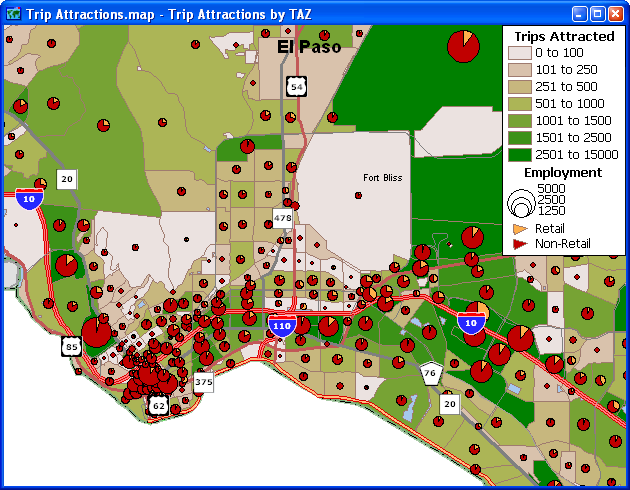 Trip Attractions.map - Trip Attractions by TAZ
El Paso
Trips Attracted
0 to 100
101 to 250
251 to 500
501 to 1000
1001 to 1500
1501 to 2500
2501 to 15000
Employment
5000
2500
1250
Retail
Non-Retail
54
20
Fort Bliss
10
478
110
10
85
76
375
20
62